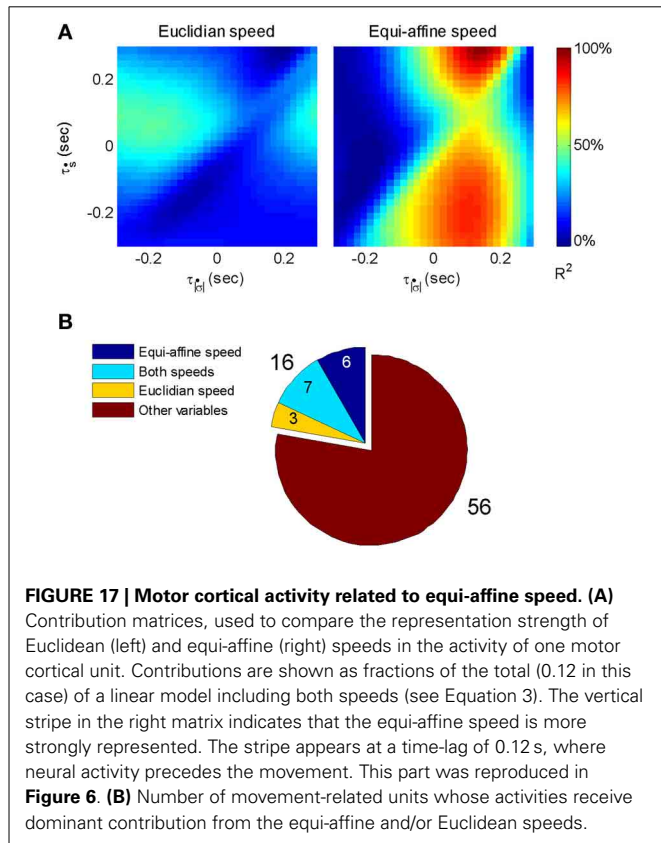 A
Euclidian speed Equi-affine speed
0.2
0
-0.2
τṡ (sec)
-0.2 0 0.2
τ|σ̇| (sec)
-0.2 0 0.2
τ|σ̇| (sec)
100%
50%
0%
R²
B
Equi-affine speed
Both speeds
Euclidian speed
Other variables
16
6
7
3
56
FIGURE 17 | Motor cortical activity related to equi-affine speed. (A)
Contribution matrices, used to compare the representation strength of
Euclidean (left) and equi-affine (right) speeds in the activity of one motor
cortical unit. Contributions are shown as fractions of the total (0.12 in this
case) of a linear model including both speeds (see Equation 3). The vertical
stripe in the right matrix indicates that the equi-affine speed is more
strongly represented. The stripe appears at a time-lag of 0.12 s, where
neural activity precedes the movement. This part was reproduced in
Figure 6. (B) Number of movement-related units whose activities receive
dominant contribution from the equi-affine and/or Euclidean speeds.